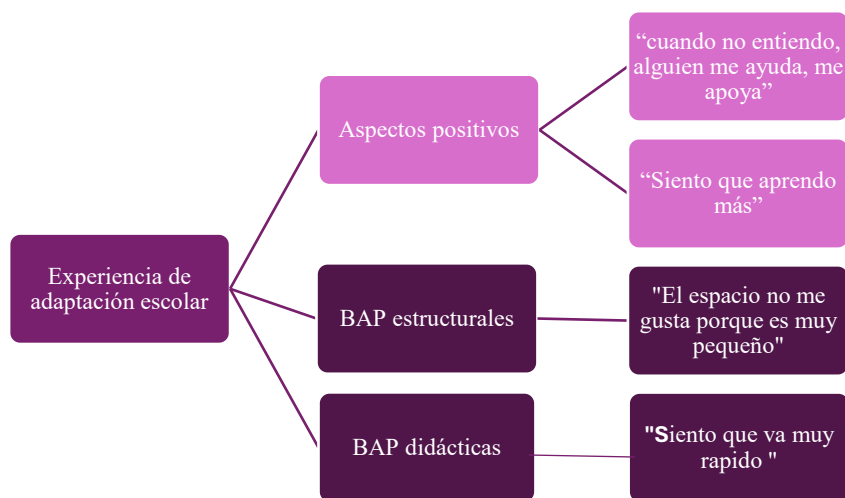 Experiencia de
adaptación escolar
Aspectos positivos
“cuando no entiendo,
alguien me ayuda, me
apoya”
“Siento que aprendo
más”
BAP estructurales
"El espacio no me
gusta porque es muy
pequeño"
BAP didácticas
"Siento que va muy
rapido "